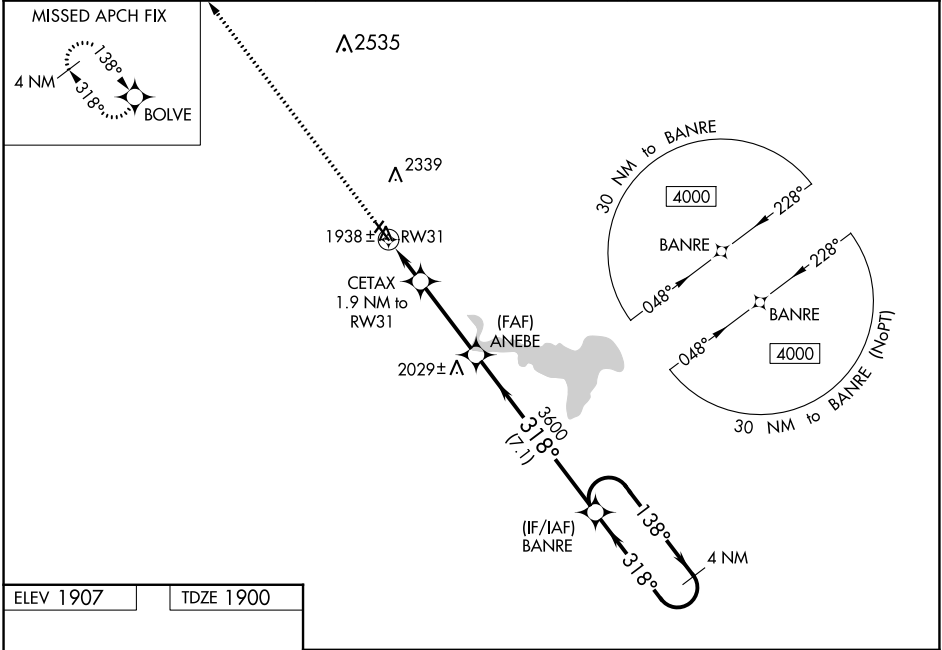 MISSED APCH FIX
138°
4 NM
318°
BOLVE
2535
2339
1938±
RW31
CETAX
1.9 NM to
RW31
(FAF)
ANEBE
2029±
3600
318°
(7.1)
(IF/IAF)
BANRE
138°
318°
4 NM
30 NM to BANRE
4000
228°
BANRE
048°
228°
BANRE
048°
4000
30 NM to BANRE (NoPT)
ELEV 1907
TDZE 1900